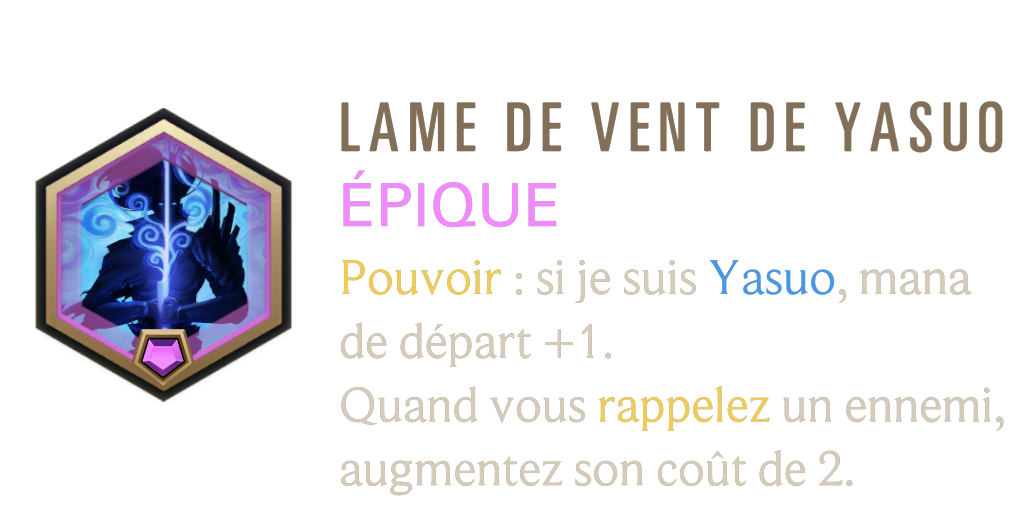 LAME DE VENT DE YASUO
ÉPIQUE
Pouvoir : si je suis Yasuo, mana
de départ +1.
Quand vous rappelez un ennemi,
augmentez son coût de 2.